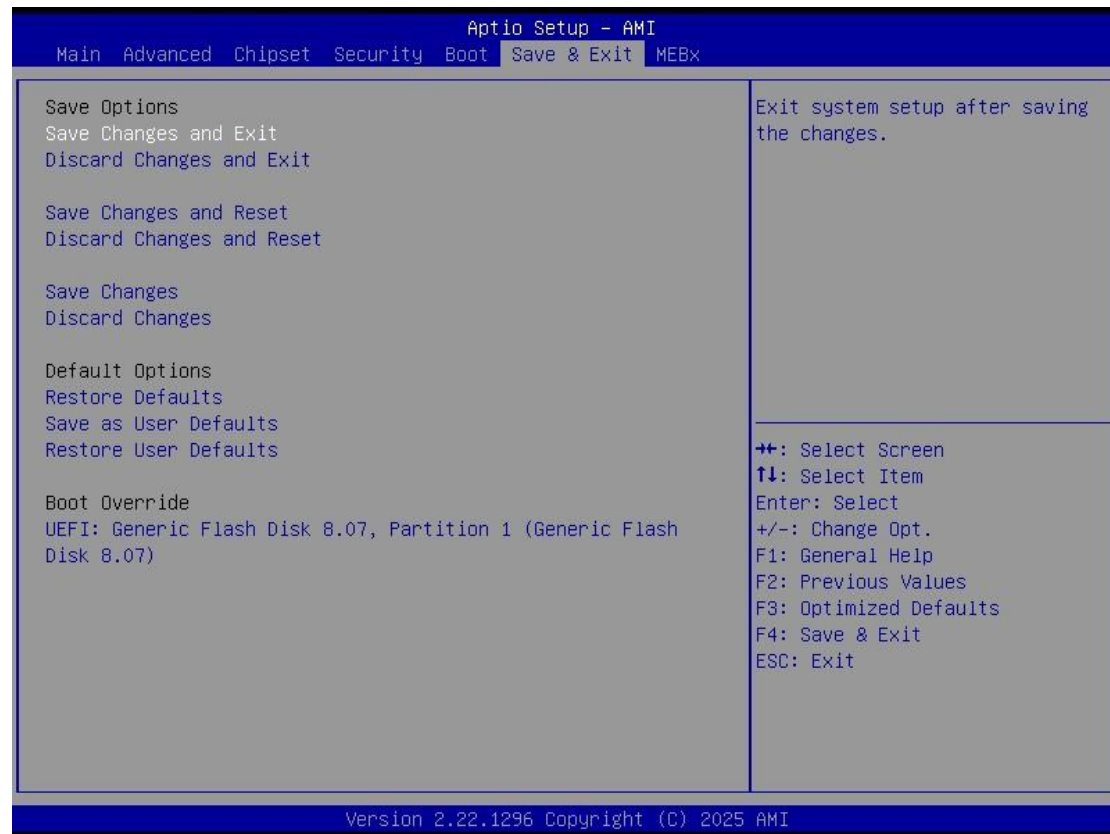 Aptio Setup – AMI
Main Advanced Chipset Security Boot Save & Exit MEBx
Save Options
Save Changes and Exit
Discard Changes and Exit
Save Changes and Reset
Discard Changes and Reset
Save Changes
Discard Changes
Default Options
Restore Defaults
Save as User Defaults
Restore User Defaults
Boot Override
UEFI: Generic Flash Disk 8.07, Partition 1 (Generic Flash
Disk 8.07)
Exit system setup after saving
the changes.
→←: Select Screen
↑↓: Select Item
Enter: Select
+/-: Change Opt.
F1: General Help
F2: Previous Values
F3: Optimized Defaults
F4: Save & Exit
ESC: Exit
Version 2.22.1296 Copyright (C) 2025 AMI